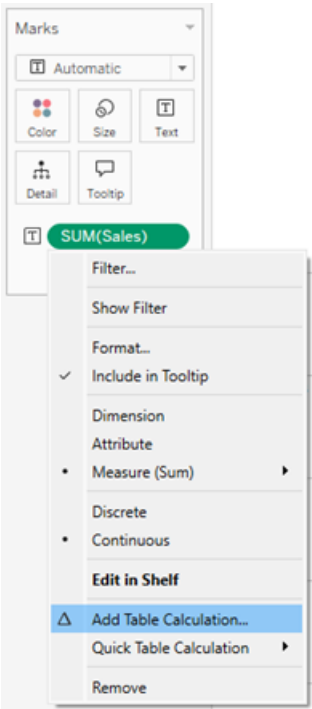 Marks
T Automatic
Color Size T Text
Detail Tooltip
T SUM(Sales)
Filter...
Show Filter
Format...
Include in Tooltip
Dimension
Attribute
Measure (Sum)
Discrete
Continuous
Edit in Shelf
Add Table Calculation...
Quick Table Calculation
Remove